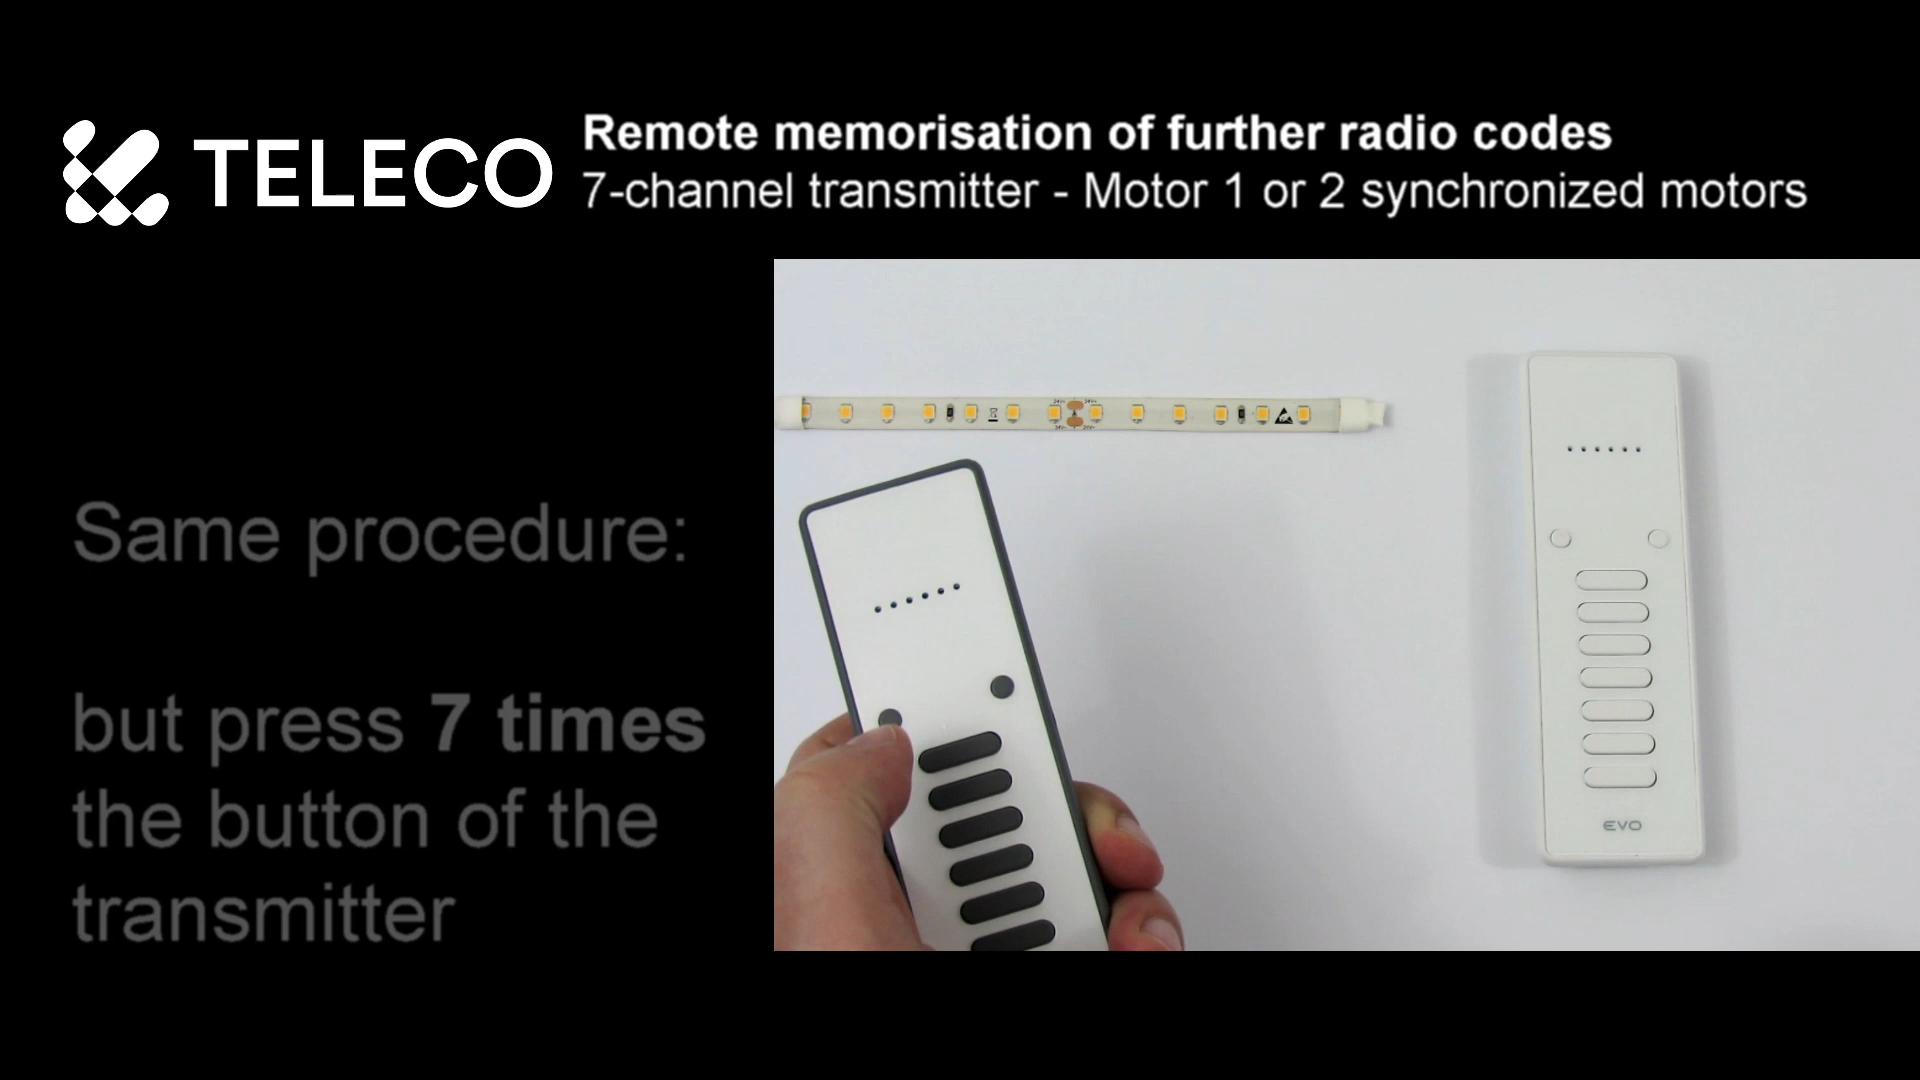 TELECO
Remote memorisation of further radio codes
7-channel transmitter - Motor 1 or 2 synchronized motors
Same procedure:
but press 7 times
the button of the
transmitter
EVO